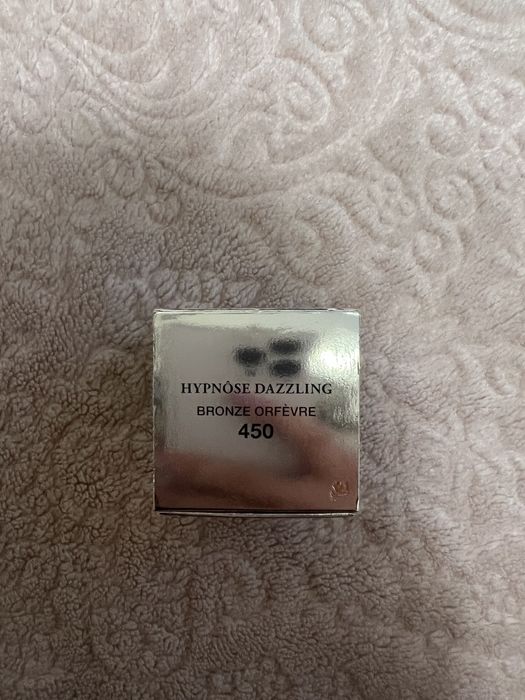 HYPNÔSE DAZZLING
BRONZE ORFÈVRE
450